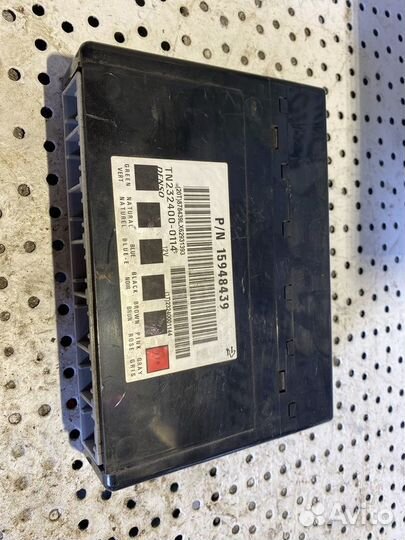 P/N 15948439
TN232400-0114
DENSO
12V
GREEN NATURAL BLUE BLACK BROWN PINK GRAY
VERT NATUREL BLEUE NOIR BRUN ROSE GRIS
Avito